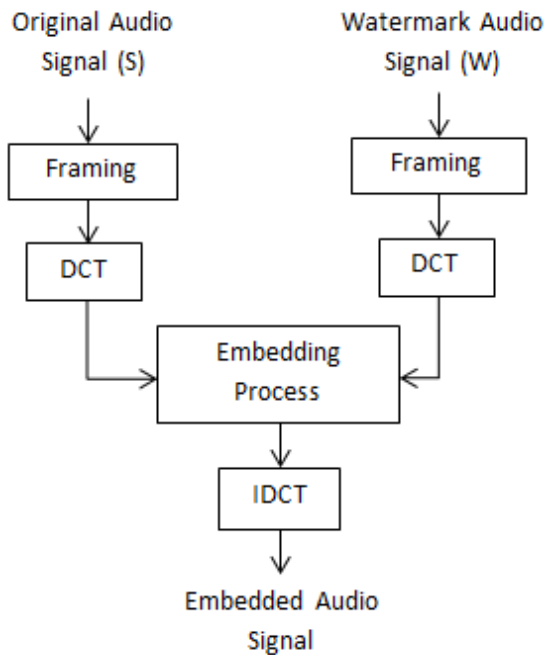 Original Audio
Signal (S)
Watermark Audio
Signal (W)
Framing
Framing
DCT
DCT
Embedding
Process
IDCT
Embedded Audio
Signal